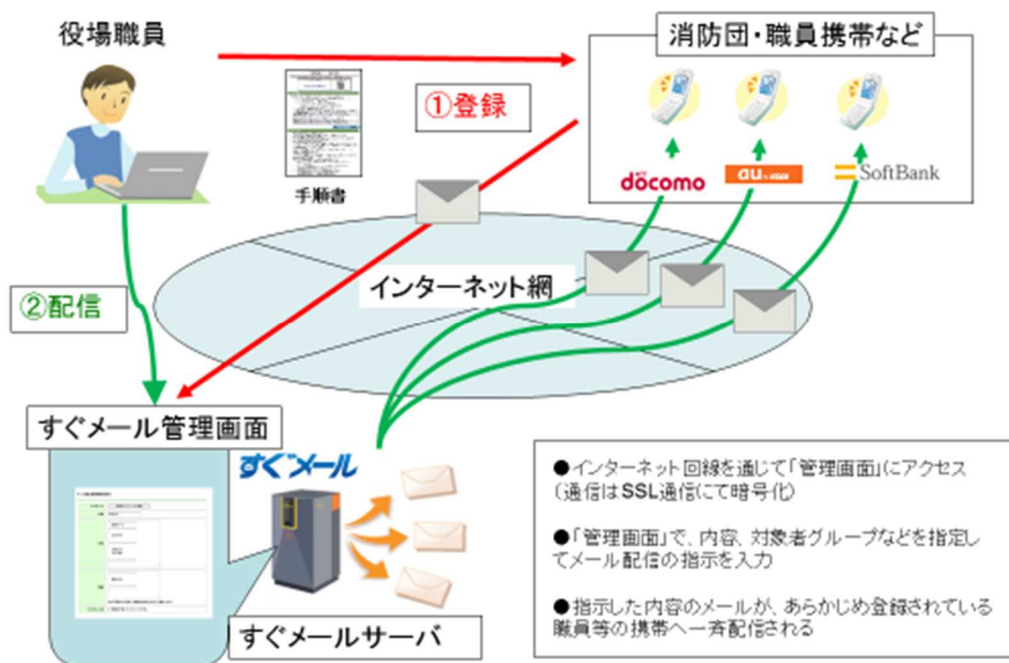 役場職員
消防団・職員携帯など
①登録
手順書
docomo
au
SoftBank
インターネット網
②配信
すぐメール管理画面
すぐメール
すぐメールサーバ
●インターネット回線を通じて「管理画面」にアクセス
（通信はSSL通信にて暗号化）
●「管理画面」で、内容、対象者グループなどを指定し
てメール配信の指示を入力
●指示した内容のメールが、あらかじめ登録されている
職員等の携帯へ一斉配信される